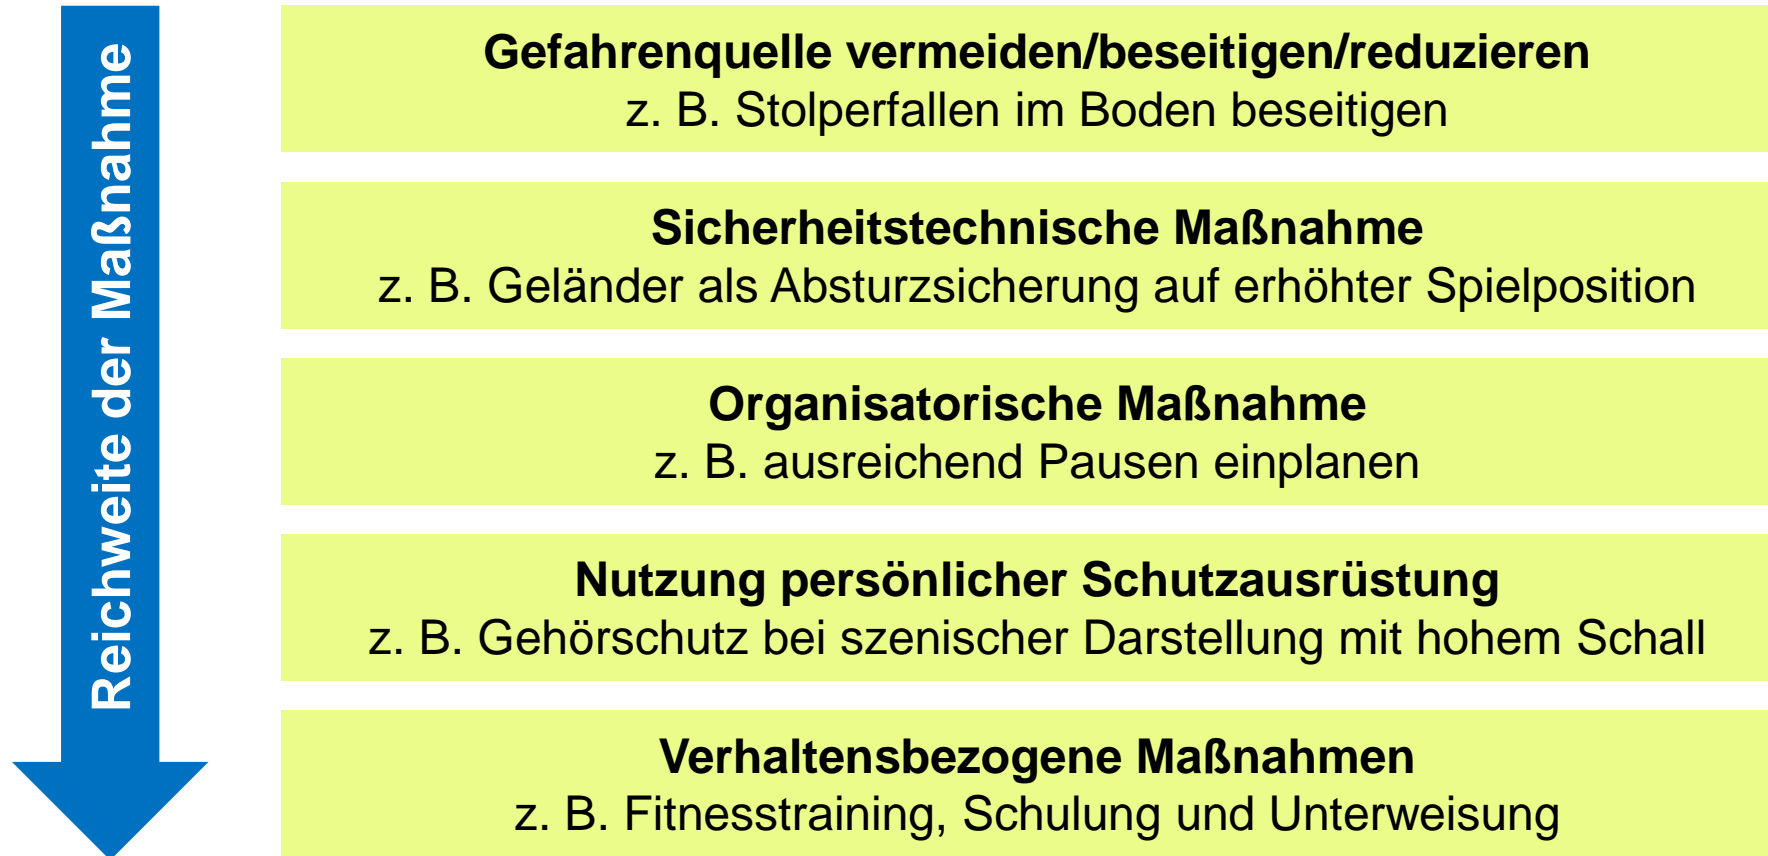 Reichweite der Maßnahme
Gefahrenquelle vermeiden/beseitigen/reduzieren
z. B. Stolperfallen im Boden beseitigen
Sicherheitstechnische Maßnahme
z. B. Geländer als Absturzsicherung auf erhöhter Spielposition
Organisatorische Maßnahme
z. B. ausreichend Pausen einplanen
Nutzung persönlicher Schutzausrüstung
z. B. Gehörschutz bei szenischer Darstellung mit hohem Schall
Verhaltensbezogene Maßnahmen
z. B. Fitnesstraining, Schulung und Unterweisung